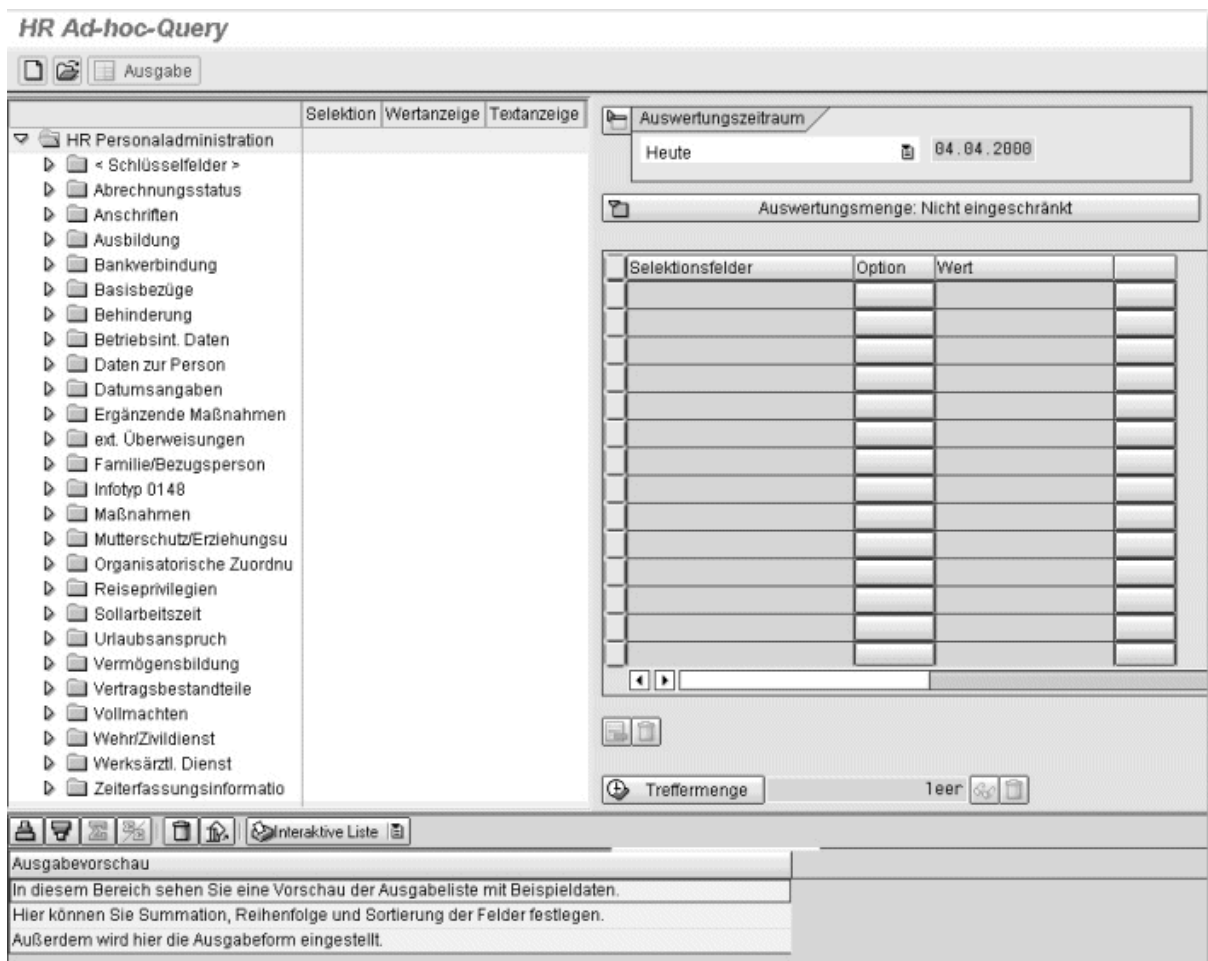 HR Ad-hoc-Query
Ausgabe
Selektion Wertanzeige Textanzeige
HR Personaladministration
< Schlüsselfelder >
Abrechnungsstatus
Anschriften
Ausbildung
Bankverbindung
Basisbezüge
Behinderung
Betriebsint. Daten
Daten zur Person
Datumsangaben
Ergänzende Maßnahmen
ext. Überweisungen
Familie/Bezugsperson
Infotyp 0148
Maßnahmen
Mutterschutz/Erziehungsu
Organisatorische Zuordnu
Reiseprivilegien
Sollarbeitszeit
Urlaubsanspruch
Vermögensbildung
Vertragsbestandteile
Vollmachten
Wehr/Zivildienst
Werksärztl. Dienst
Zeiterfassungsinformatio
Auswertungszeitraum
Heute 04.04.2000
Auswertungsmenge: Nicht eingeschränkt
Selektionsfelder Option Wert
Treffermenge leer
Interaktive Liste
Ausgabevorschau
In diesem Bereich sehen Sie eine Vorschau der Ausgabeliste mit Beispieldaten.
Hier können Sie Summation, Reihenfolge und Sortierung der Felder festlegen.
Außerdem wird hier die Ausgabeform eingestellt.